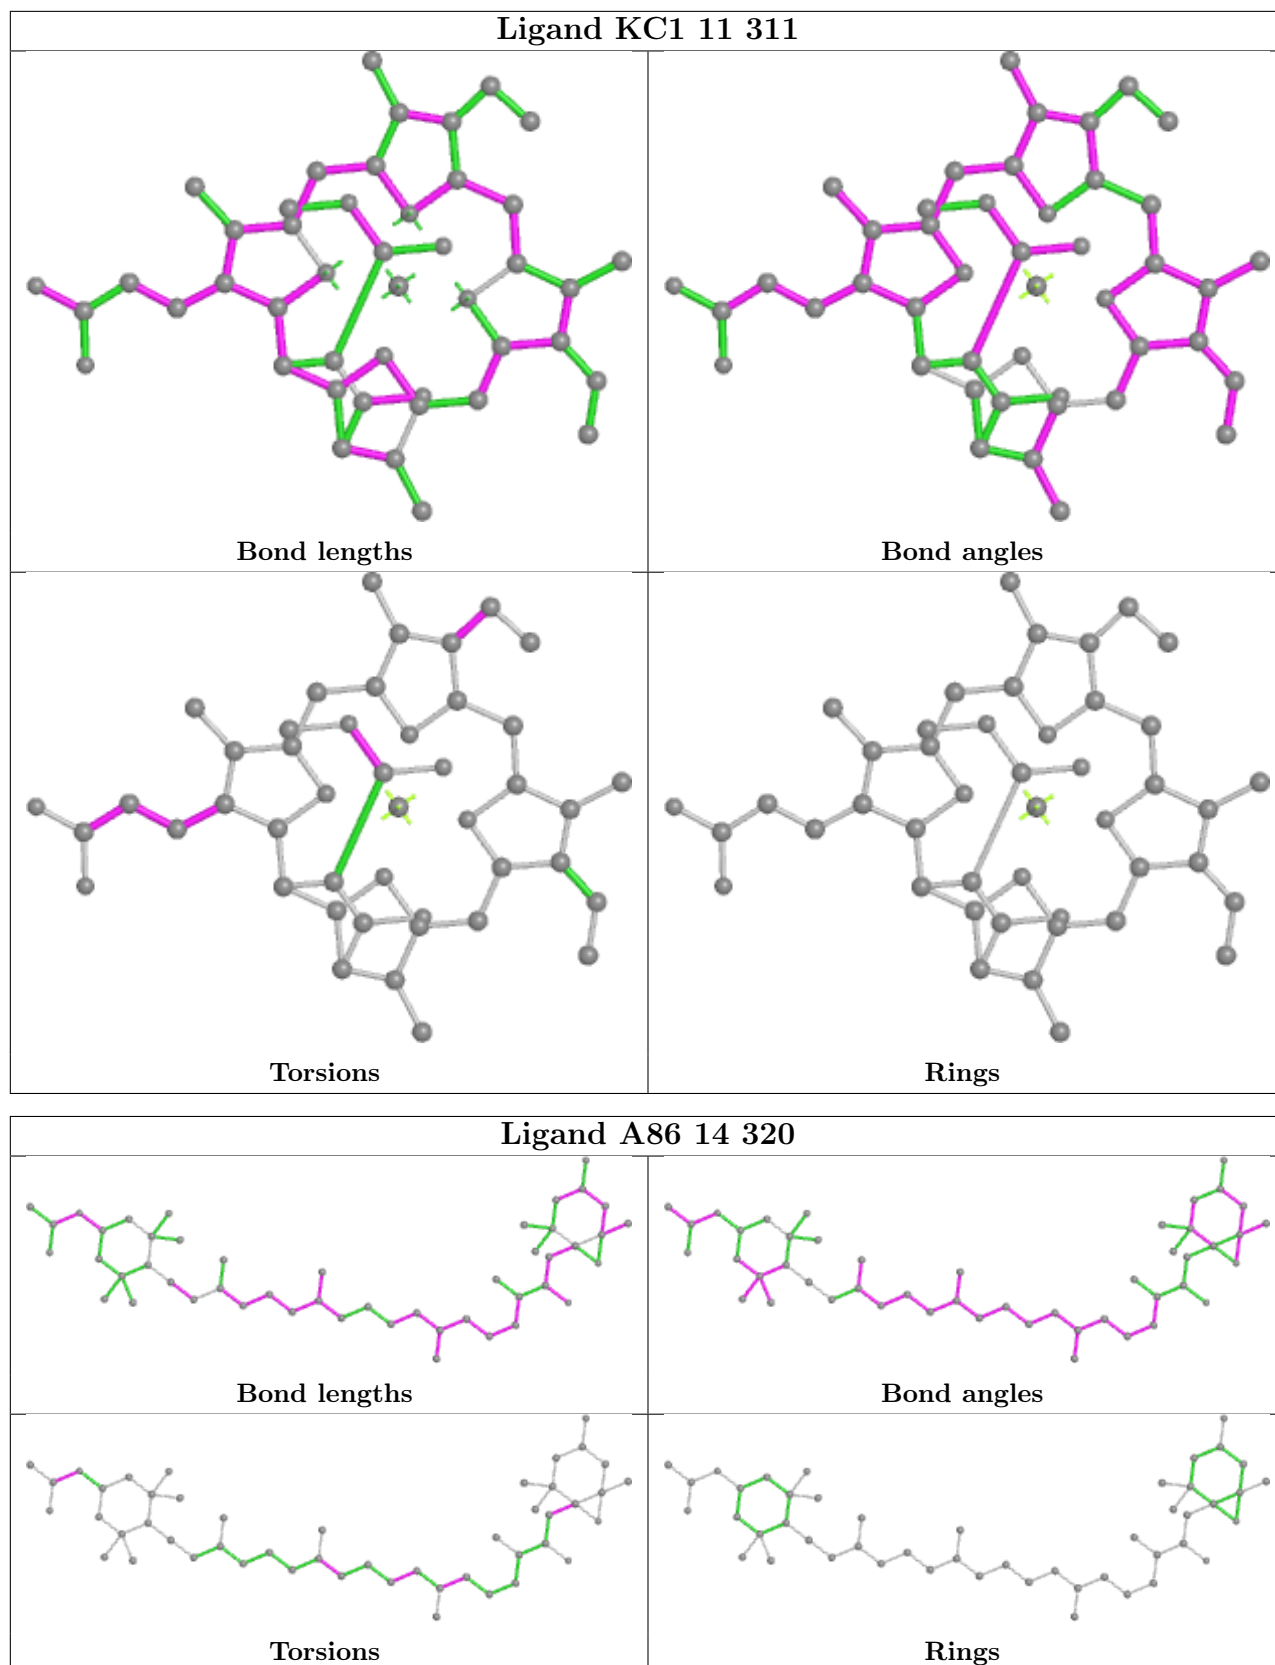 Ligand KC1 11 311
Bond lengths
Bond angles
Torsions
Rings
Ligand A86 14 320
Bond lengths
Bond angles
Torsions
Rings